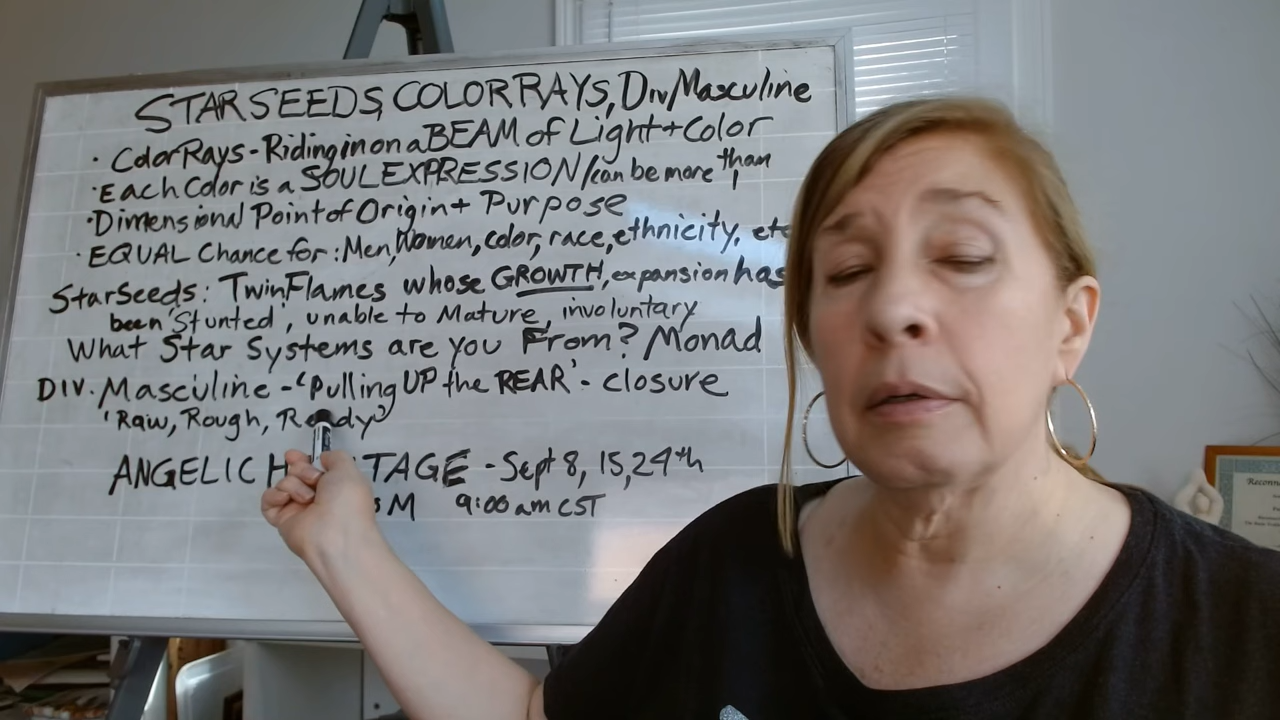 STARSEEDS, COLOR RAYS, Div Masculine
· Color Rays - Riding in on a BEAM of Light + Color
· Each Color is a SOUL EXPRESSION / can be more than
· Dimensional Point of Origin + Purpose
· EQUAL Chance for: Men, Women, color, race, ethnicity, etc
StarSeeds: Twin Flames whose GROWTH, expansion has
been 'Stunted', unable to Mature, involuntary
What Star Systems are you From? Monad
DIV. Masculine - 'Pulling UP the REAR' - closure
'Raw, Rough, Ready'
ANGELIC - Sept 8, 15, 29th
9:00 am CST
Reconn